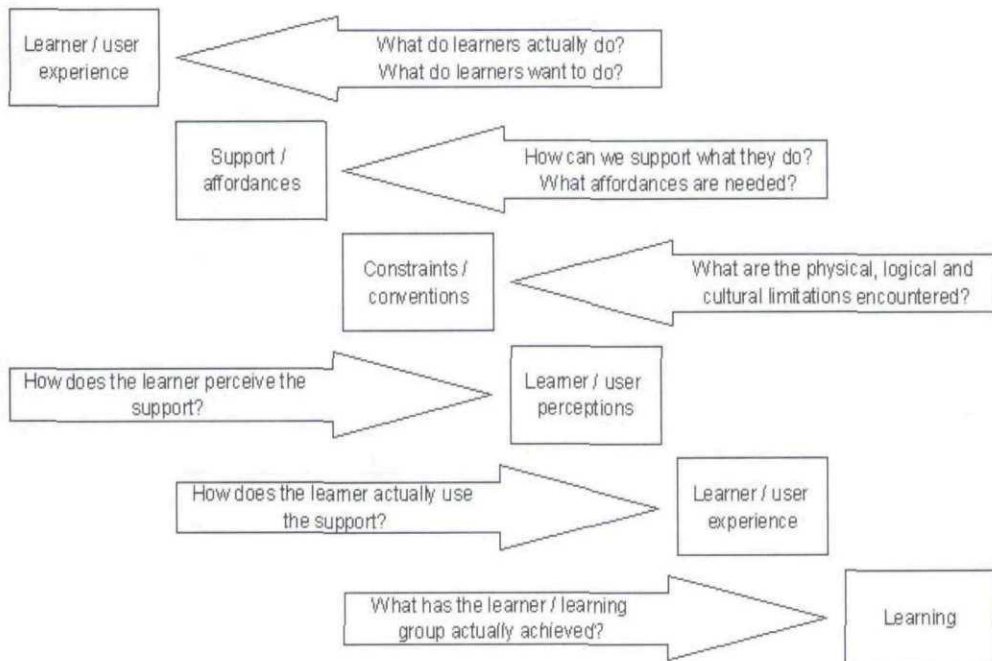 Learner / user
experience
What do learners actually do?
What do learners want to do?
Support /
affordances
How can we support what they do?
What affordances are needed?
Constraints /
conventions
What are the physical, logical and
cultural limitations encountered?
How does the learner perceive the
support?
Learner / user
perceptions
How does the learner actually use
the support?
Learner / user
experience
What has the learner / learning
group actually achieved?
Learning